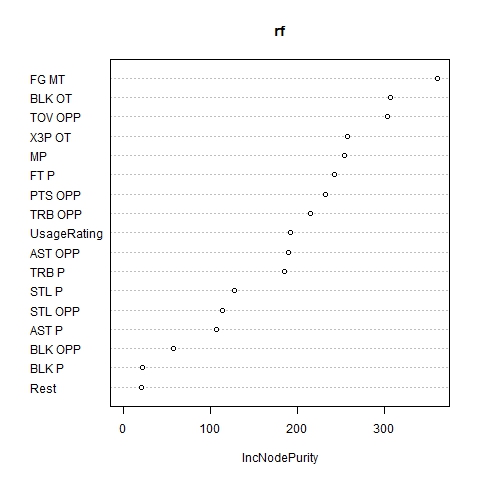 rf
FG MT
BLK OT
TOV OPP
X3P OT
MP
FT P
PTS OPP
TRB OPP
UsageRating
AST OPP
TRB P
STL P
STL OPP
AST P
BLK OPP
BLK P
Rest
0 100 200 300
IncNodePurity